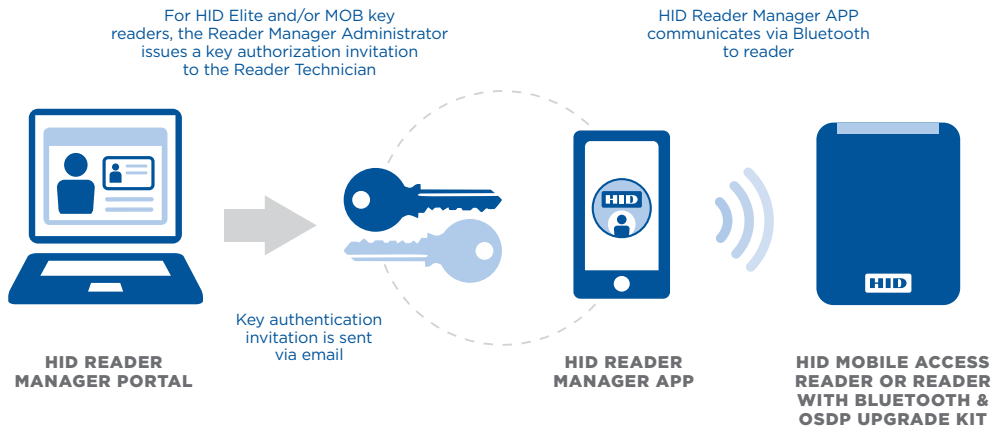 For HID Elite and/or MOB key
readers, the Reader Manager Administrator
issues a key authorization invitation
to the Reader Technician
HID Reader Manager APP
communicates via Bluetooth
to reader
HID
HID
Key authentication
invitation is sent
via email
HID READER
MANAGER PORTAL
HID READER
MANAGER APP
HID MOBILE ACCESS
READER OR READER
WITH BLUETOOTH &
OSDP UPGRADE KIT